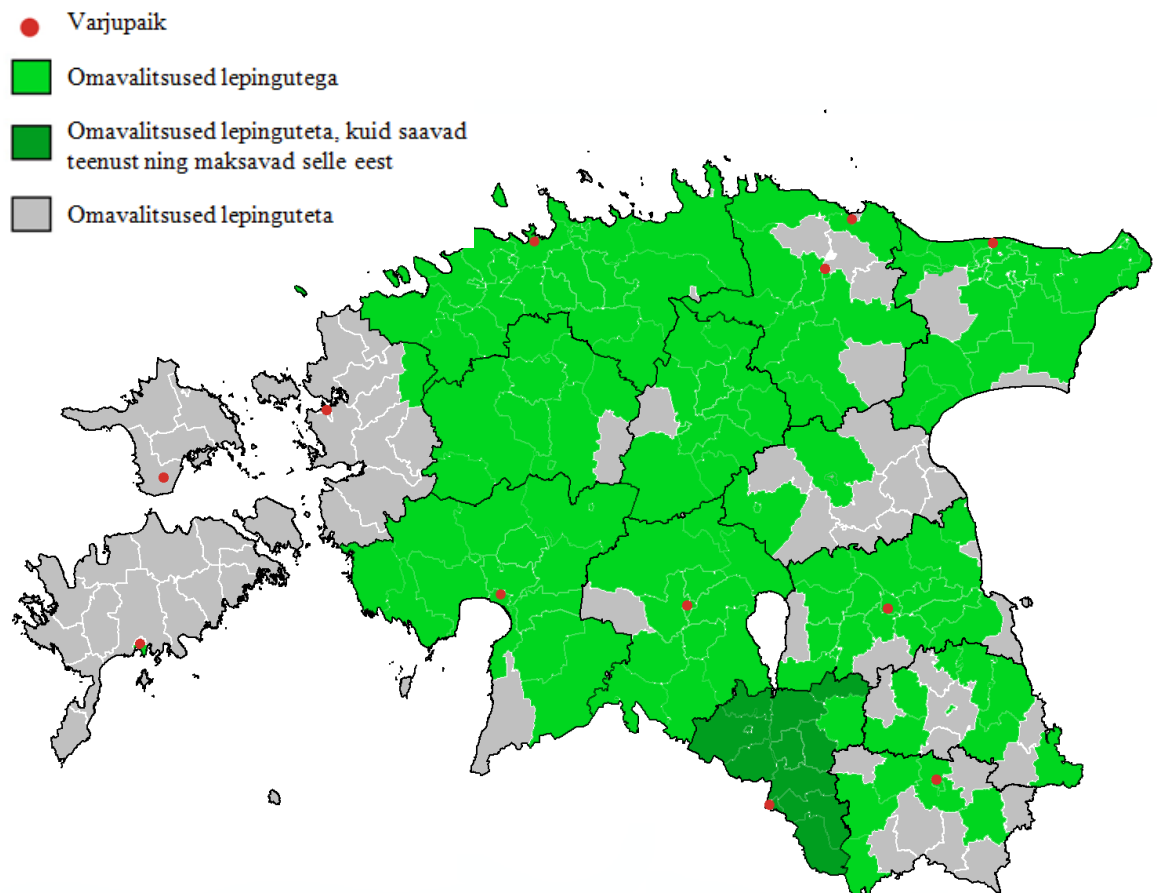 Varjupaik
Omavalitsused lepingutega
Omavalitsused lepinguteta, kuid saavad
teenust ning maksavad selle eest
Omavalitsused lepinguteta